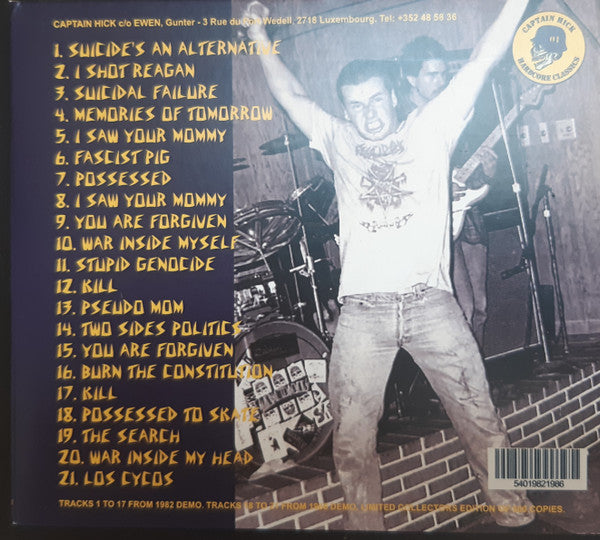 CAPTAIN HICK c/o EWEN, Gunter - 3 Rue du Wedell, 2718 Luxembourg. Tel: +352 48 58 36
CAPTAIN HICK
HARDCORE CLASSICS
1. SUICIDE'S AN ALTERNATIVE
2. I SHOT REAGAN
3. SUICIDAL FAILURE
4. MEMORIES OF TOMORROW
5. I SAW YOUR MOMMY
6. FASCIST PIG
7. POSSESSED
8. I SAW YOUR MOMMY
9. YOU ARE FORGIVEN
10. WAR INSIDE MYSELF
11. STUPID GENOCIDE
12. KILL
13. PSEUDO MOM
14. TWO SIDES POLITICS
15. YOU ARE FORGIVEN
16. BURN THE CONSTITUTION
17. KILL
18. POSSESSED TO SKATE
19. THE SEARCH
20. WAR INSIDE MY HEAD
21. LOS CYCOS
54019821986
TRACKS 1 TO 17 FROM 1982 DEMO. TRACKS TO FROM DEMO. LIMITED COLLECTORS EDITION OF COPIES.